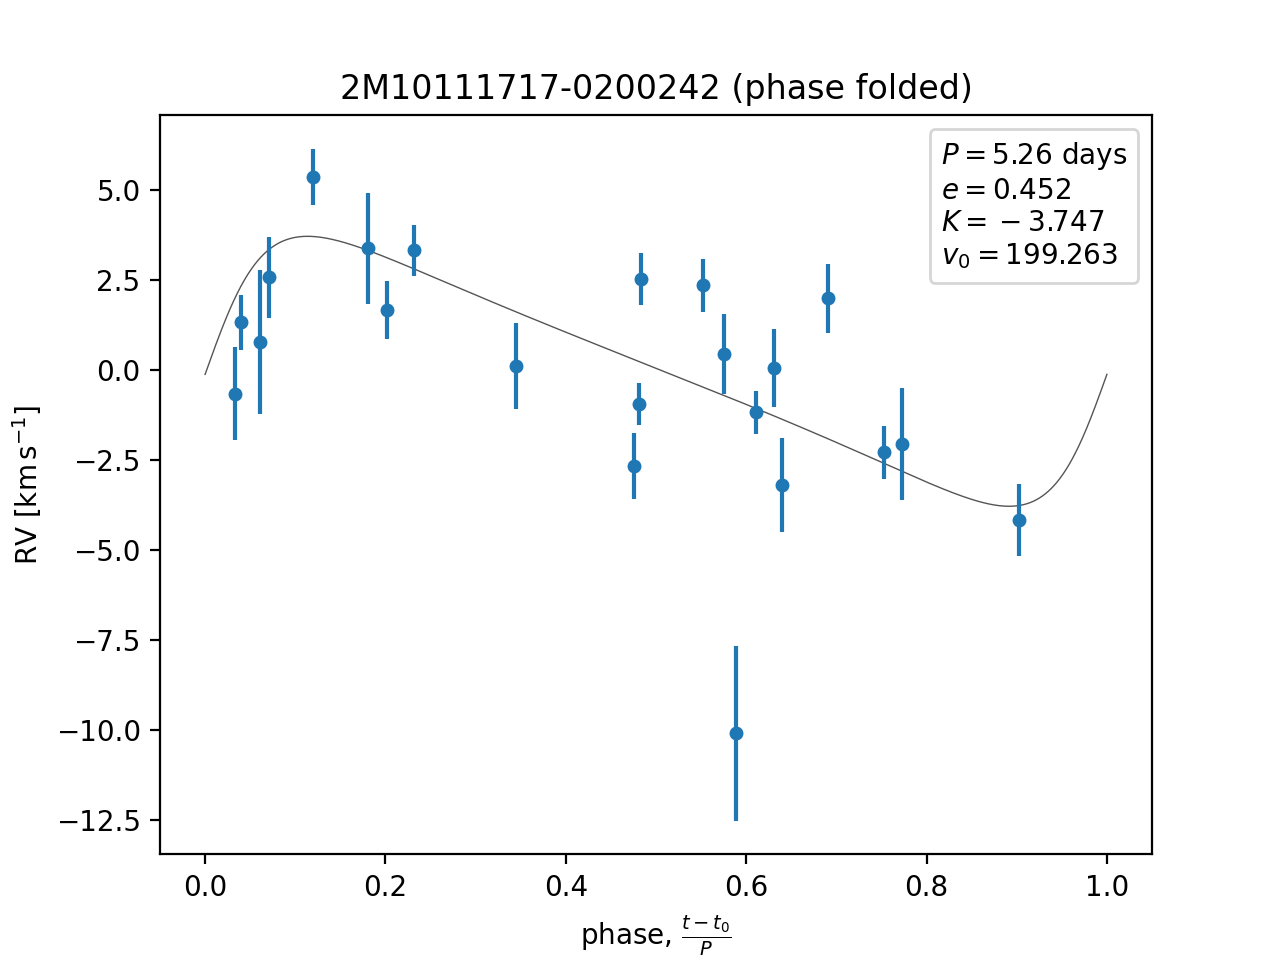 2M10111717-0200242 (phase folded)
P = 5.26 days
e = 0.452
K = −3.747
v₀ = 199.263
5.0
2.5
0.0
−2.5
−5.0
−7.5
−10.0
−12.5
RV [km s⁻¹]
0.0 0.2 0.4 0.6 0.8 1.0
phase, (t − t₀)/P